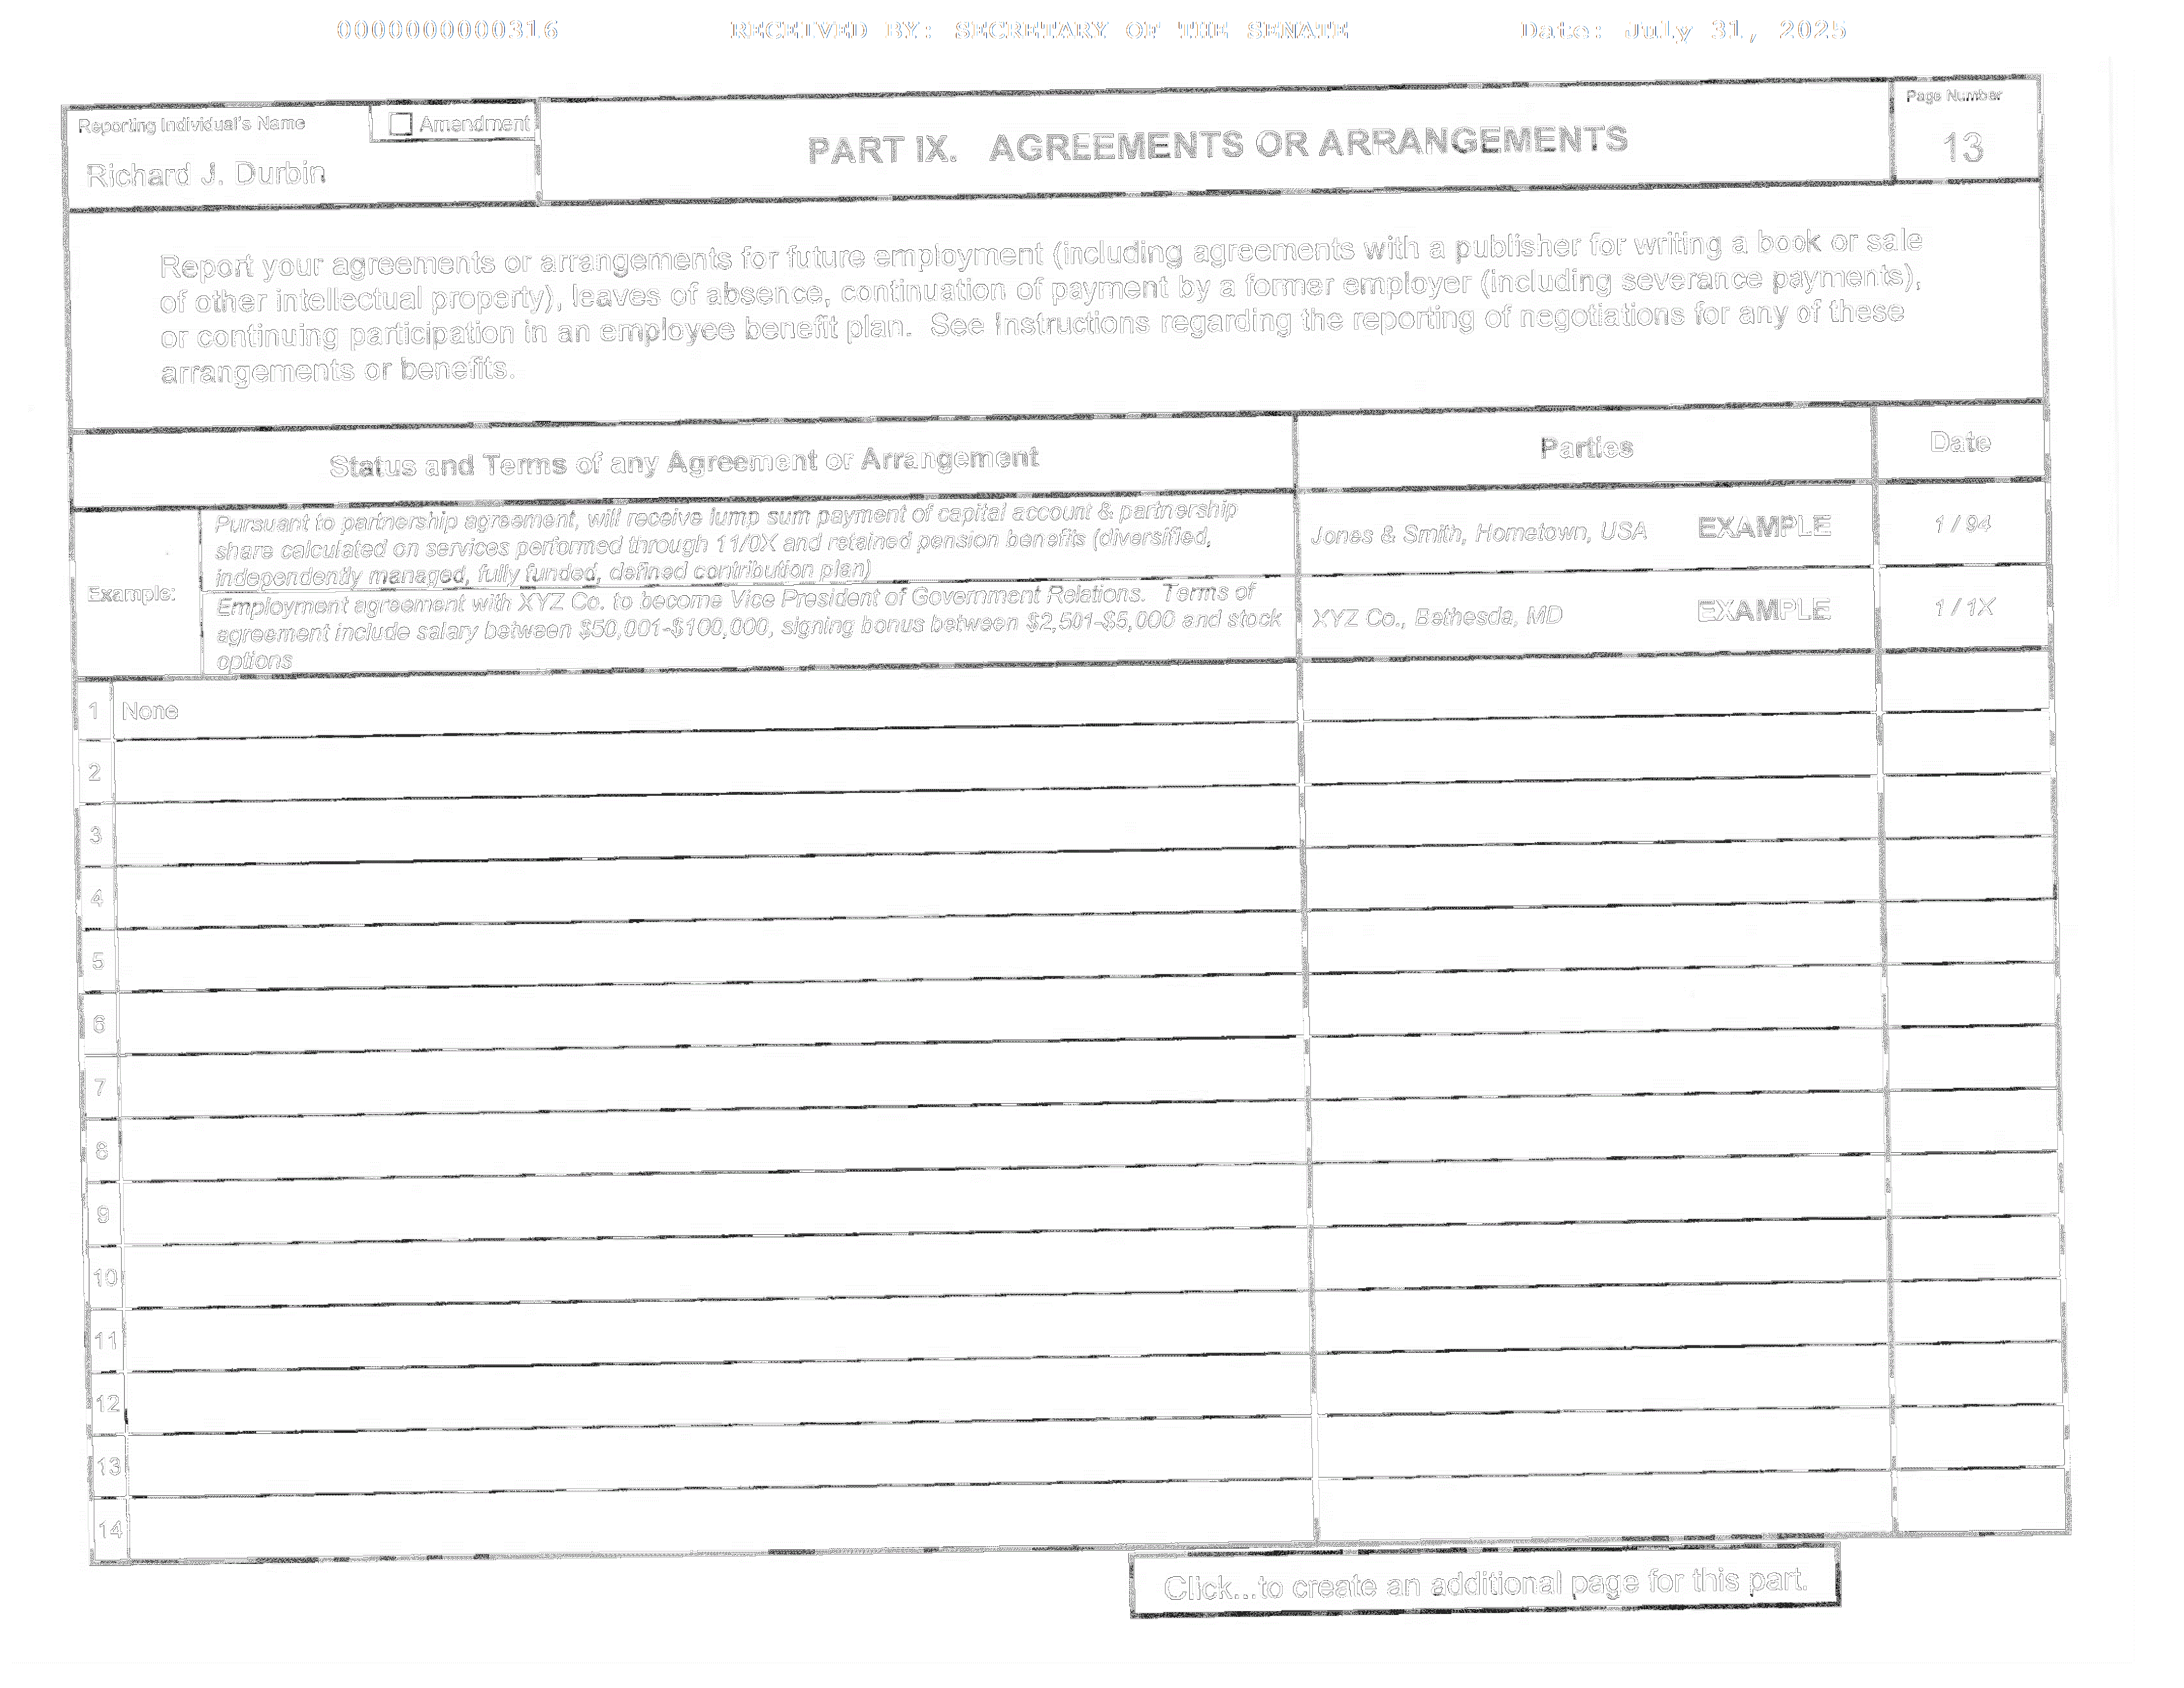 0000000000316 RECEIVED BY: SECRETARY OF THE SENATE Date: July 31, 2025
Reporting Individual's Name
Amendment
Richard J. Durbin
PART IX. AGREEMENTS OR ARRANGEMENTS
Page Number
13
Report your agreements or arrangements for future employment (including agreements with a publisher for writing a book or sale
of other intellectual property), leaves of absence, continuation of payment by a former employer (including severance payments),
or continuing participation in an employee benefit plan. See Instructions regarding the reporting of negotiations for any of these
arrangements or benefits.
Status and Terms of any Agreement or Arrangement
Parties
Date
Example:
Pursuant to partnership agreement, will receive lump sum payment of capital account & partnership
share calculated on services performed through 11/0X and retained pension benefits (diversified,
independently managed, fully funded, defined contribution plan)
Jones & Smith, Hometown, USA EXAMPLE
1 / 94
Employment agreement with XYZ Co. to become Vice President of Government Relations. Terms of
agreement include salary between $50,001-$100,000, signing bonus between $2,501-$5,000 and stock
options
XYZ Co., Bethesda, MD EXAMPLE
1 / 1X
1 None
2
3
4
5
6
7
8
9
10
11
12
13
14
Click...to create an additional page for this part.